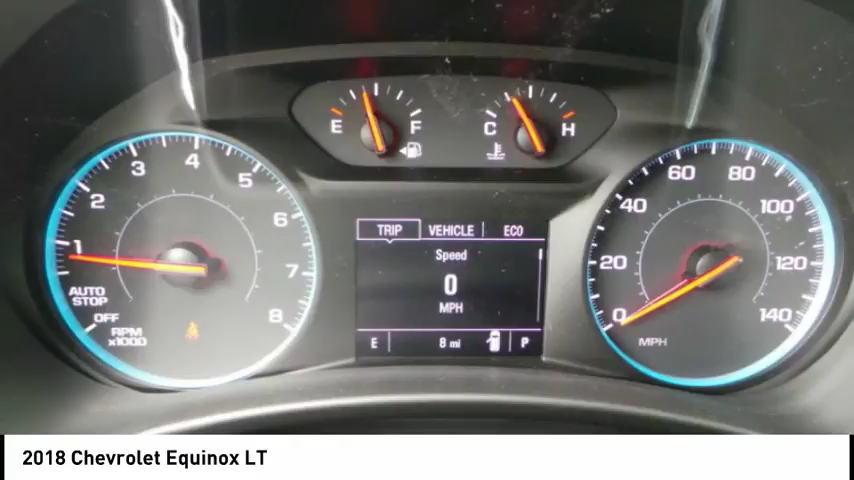 E F C H
1 2 3 4 5 6 7 8
AUTO
STOP
OFF
RPM
x1000
TRIP VEHICLE ECO
Speed
0
MPH
E 8 mi P
0 20 40 60 80 100 120 140
MPH
2018 Chevrolet Equinox LT